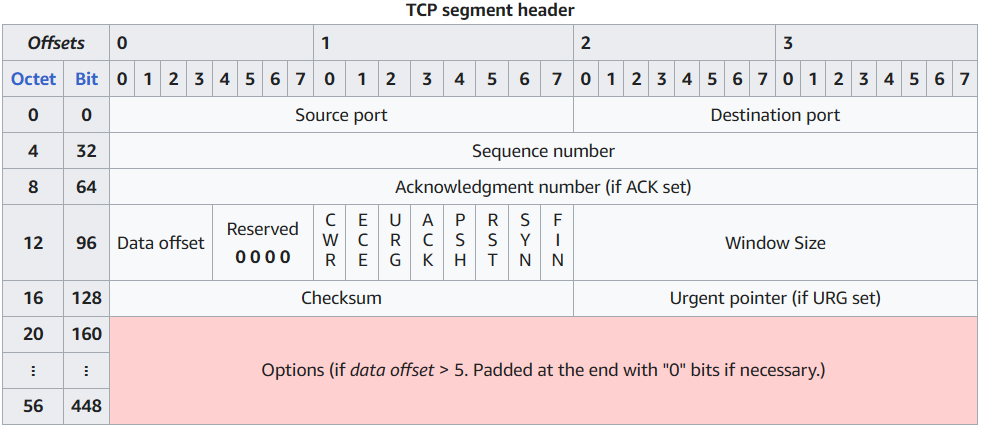 TCP segment header
Offsets 0 1 2 3
Octet Bit 0 1 2 3 4 5 6 7 0 1 2 3 4 5 6 7 0 1 2 3 4 5 6 7 0 1 2 3 4 5 6 7
0 0 Source port Destination port
4 32 Sequence number
8 64 Acknowledgment number (if ACK set)
12 96 Data offset Reserved 0 0 0 0 CWR ECE URG ACK PSH RST SYN FIN Window Size
16 128 Checksum Urgent pointer (if URG set)
20 160
⋮ ⋮ Options (if data offset > 5. Padded at the end with "0" bits if necessary.)
56 448